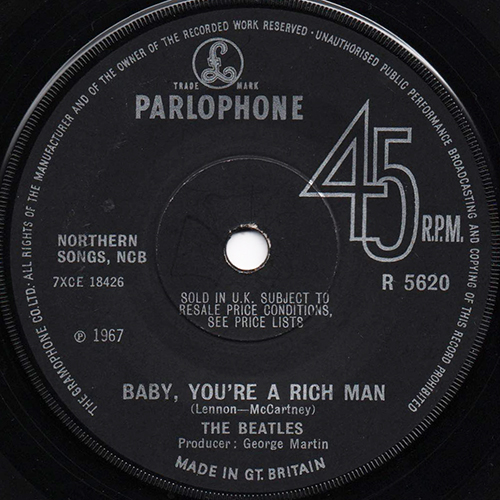 THE GRAMOPHONE CO LTD. · ALL RIGHTS OF THE MANUFACTURER AND OF THE OWNER OF THE RECORDED WORK RESERVED · UNAUTHORISED PUBLIC PERFORMANCE BROADCASTING AND COPYING OF THIS RECORD PROHIBITED
£
TRADE MARK
PARLOPHONE
45 R.P.M.
NORTHERN
SONGS, NCB
7XCE 18426
R 5620
SOLD IN U.K. SUBJECT TO
RESALE PRICE CONDITIONS,
SEE PRICE LISTS
℗ 1967
BABY, YOU'RE A RICH MAN
(Lennon—McCartney)
THE BEATLES
Producer : George Martin
MADE IN GT. BRITAIN